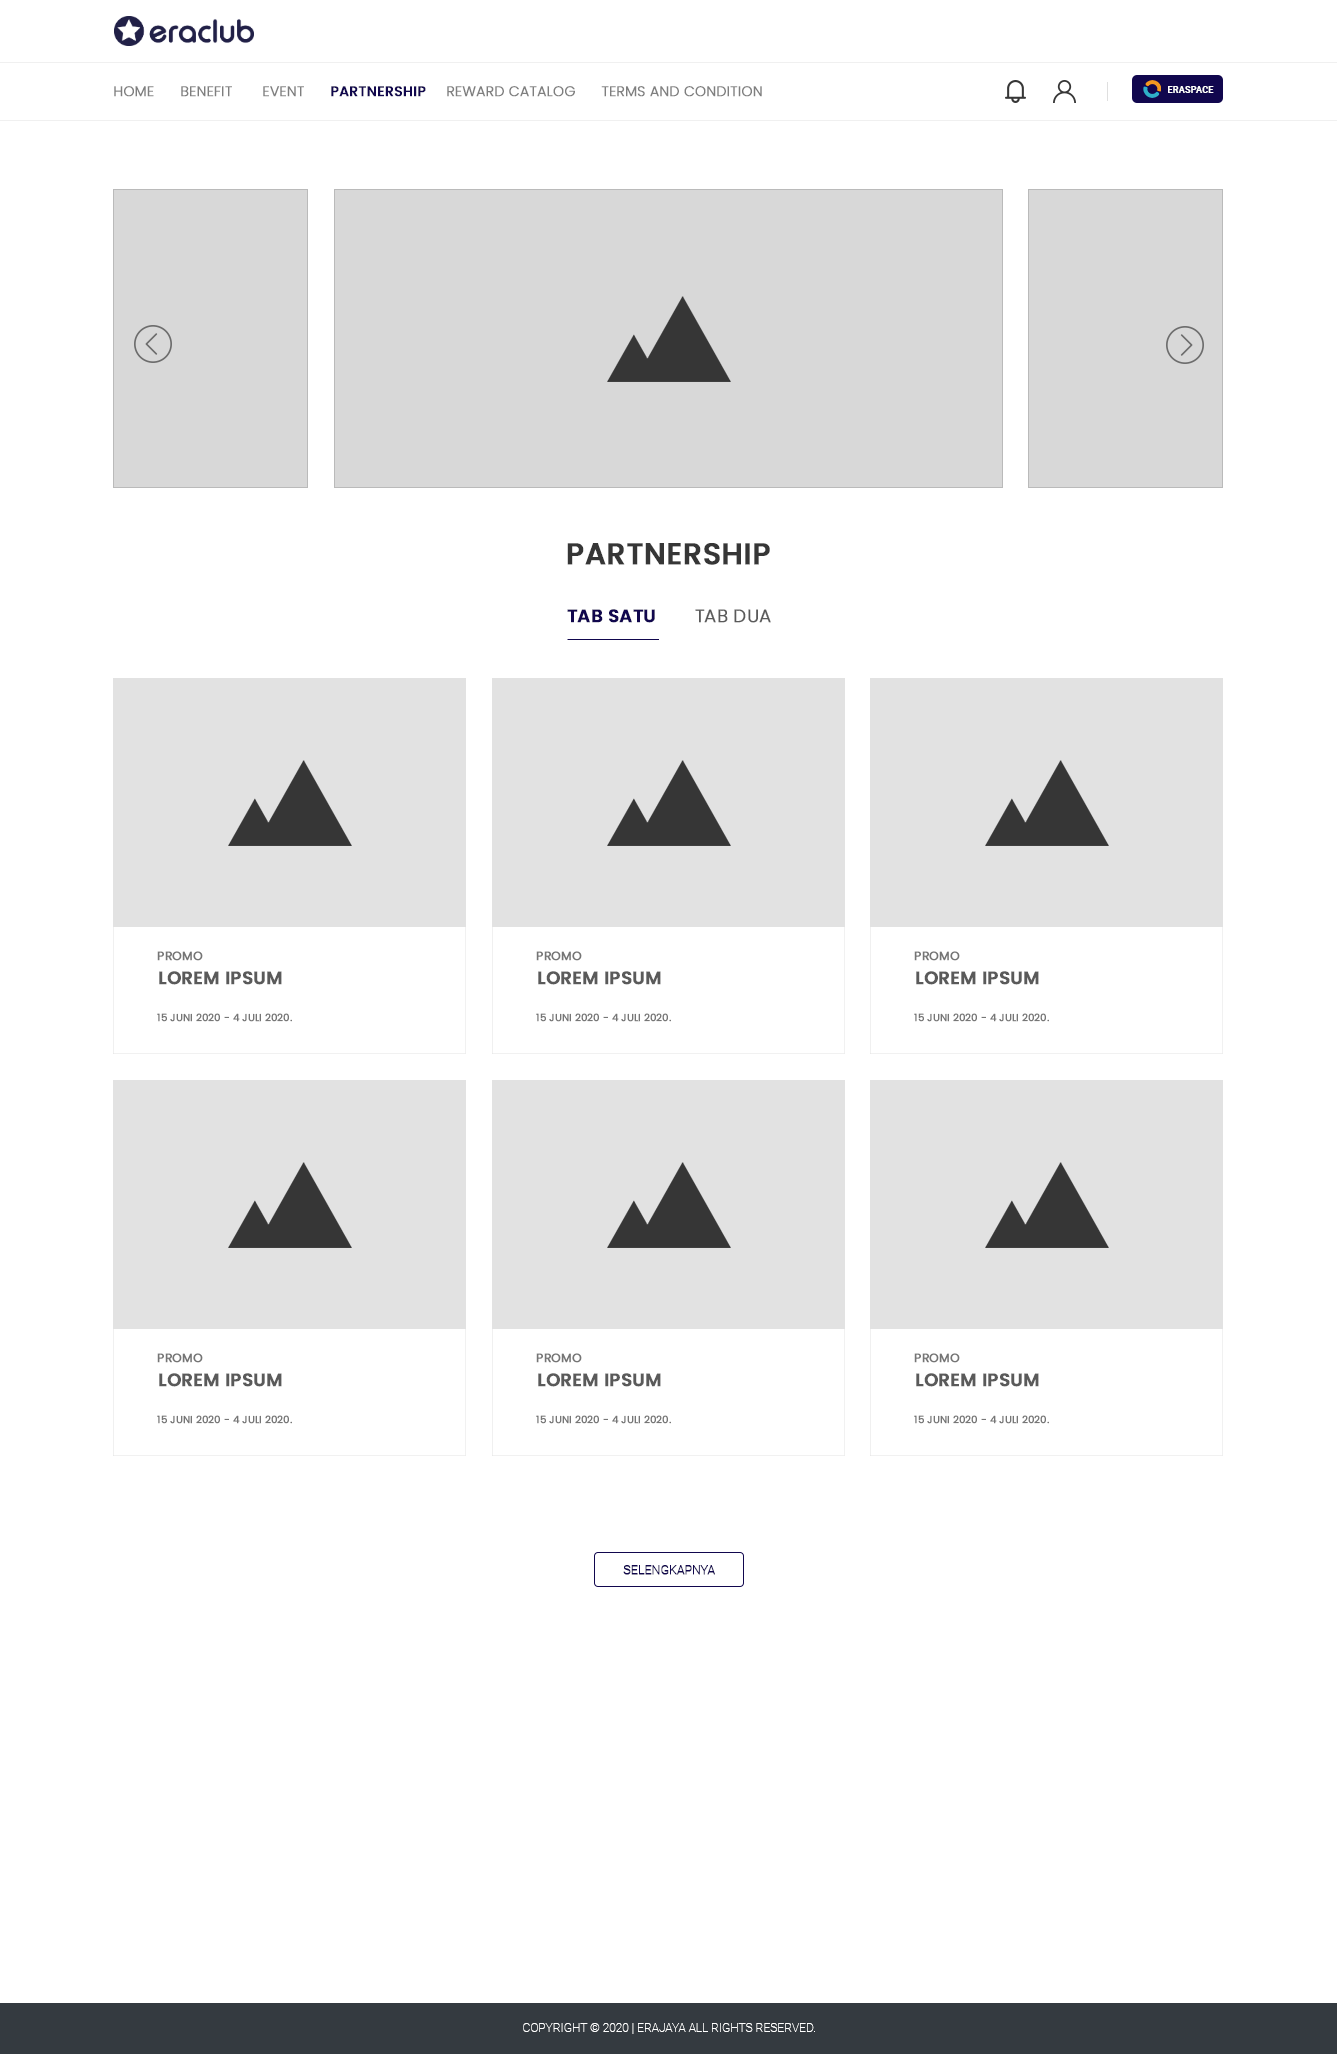 eraclub
HOME BENEFIT EVENT PARTNERSHIP REWARD CATALOG TERMS AND CONDITION ERASPACE
PARTNERSHIP
TAB SATU TAB DUA
PROMO
LOREM IPSUM
15 JUNI 2020 - 4 JULI 2020.
PROMO
LOREM IPSUM
15 JUNI 2020 - 4 JULI 2020.
PROMO
LOREM IPSUM
15 JUNI 2020 - 4 JULI 2020.
PROMO
LOREM IPSUM
15 JUNI 2020 - 4 JULI 2020.
PROMO
LOREM IPSUM
15 JUNI 2020 - 4 JULI 2020.
PROMO
LOREM IPSUM
15 JUNI 2020 - 4 JULI 2020.
SELENGKAPNYA
COPYRIGHT © 2020 | ERAJAYA ALL RIGHTS RESERVED.